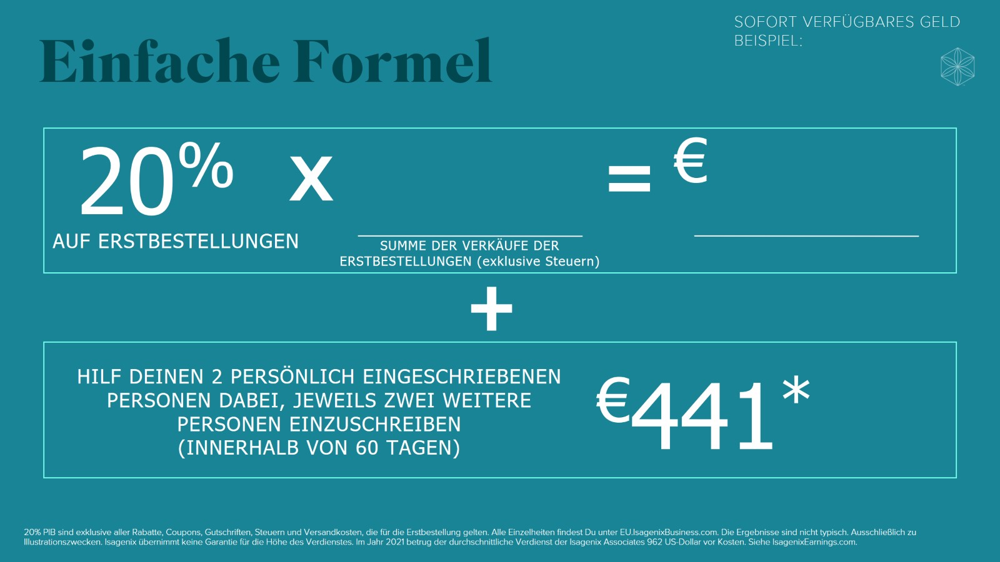 SOFORT VERFÜGBARES GELD
BEISPIEL:
Einfache Formel
20% x = €
AUF ERSTBESTELLUNGEN
SUMME DER VERKÄUFE DER
ERSTBESTELLUNGEN (exklusive Steuern)
+
HILF DEINEN 2 PERSÖNLICH EINGESCHRIEBENEN
PERSONEN DABEI, JEWEILS ZWEI WEITERE
PERSONEN EINZUSCHREIBEN
(INNERHALB VON 60 TAGEN)
€441*
20% PIB sind exklusive aller Rabatte, Coupons, Gutschriften, Steuern und Versandkosten, die für die Erstbestellung gelten. Alle Einzelheiten findest Du unter EU.IsagenixBusiness.com. Die Ergebnisse sind nicht typisch. Ausschließlich zu
Illustrationszwecken. Isagenix übernimmt keine Garantie für die Höhe des Verdienstes. Im Jahr 2021 betrug der durchschnittliche Verdienst der Isagenix Associates 962 US-Dollar vor Kosten. Siehe IsagenixEarnings.com.